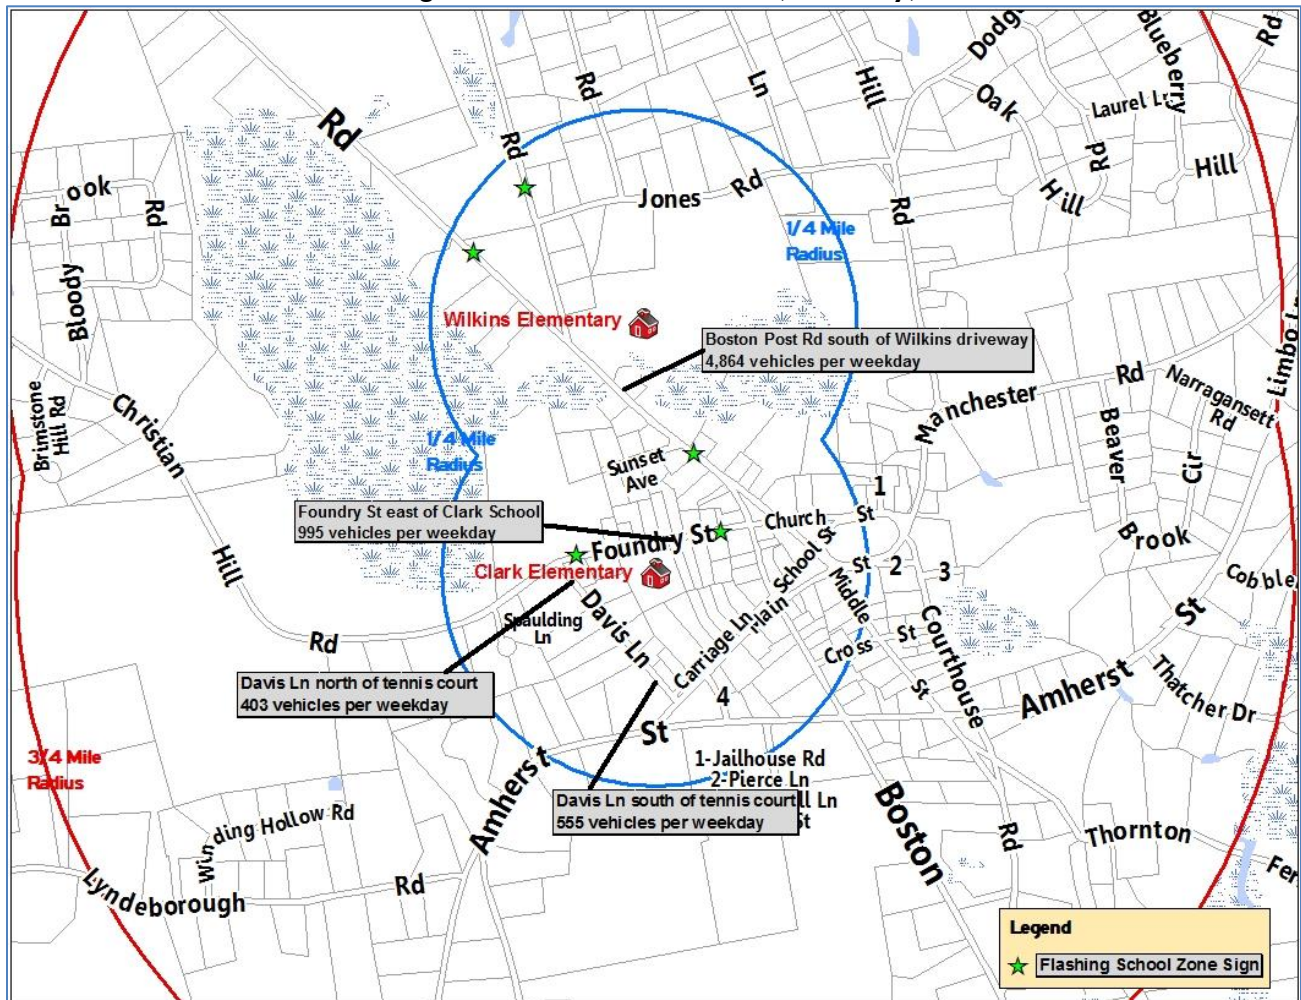 Rd
Rd
Rd
Ln
Hill
Dodge
Blueberry
Rd
Oak
Hill
Rd
Laurel Ln
Hill
Rd
Jones Rd
1/4 Mile
Radius
Brook
Rd
Bloody
Wilkins Elementary
Boston Post Rd south of Wilkins driveway
4,864 vehicles per weekday
Limbo Ln
Manchester Rd
Narragansett
Rd
Beaver
Cir
Brook
Brimstone
Hill Rd
Christian
Hill
Rd
1/4 Mile
Radius
Sunset
Ave
Foundry St east of Clark School
995 vehicles per weekday
Foundry St
Church St
1
School St
St
2
3
Clark Elementary
Middle
Main
Spaulding
Ln
Davis Ln
Carriage Ln
Cross St
St
Courthouse
Cobble
St
Amherst
Thatcher Dr
Davis Ln north of tennis court
403 vehicles per weekday
4
St
Amherst
3/4 Mile
Radius
1-Jailhouse Rd
2-Pierce Ln
ll Ln
St
Davis Ln south of tennis court
555 vehicles per weekday
Boston
Rd
Thornton
Winding Hollow Rd
Lyndeborough Rd
Legend
Flashing School Zone Sign